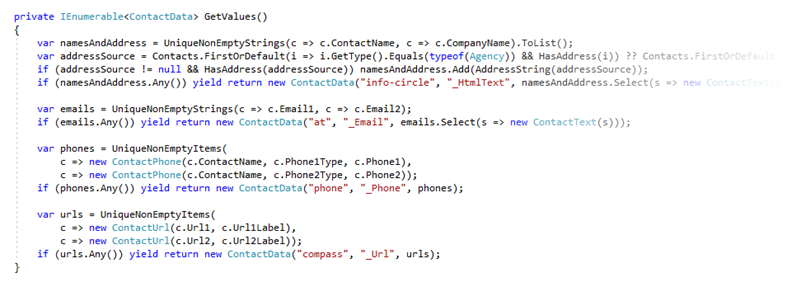 private IEnumerable<ContactData> GetValues()
{
    var namesAndAddress = UniqueNonEmptyStrings(c => c.ContactName, c => c.CompanyName).ToList();
    var addressSource = Contacts.FirstOrDefault(i => i.GetType().Equals(typeof(Agency)) && HasAddress(i)) ?? Contacts.FirstOrDefault(
    if (addressSource != null && HasAddress(addressSource)) namesAndAddress.Add(AddressString(addressSource));
    if (namesAndAddress.Any()) yield return new ContactData("info-circle", "_HtmlText", namesAndAddress.Select(s => new ContactText(s
    var emails = UniqueNonEmptyStrings(c => c.Email1, c => c.Email2);
    if (emails.Any()) yield return new ContactData("at", "_Email", emails.Select(s => new ContactText(s)));
    var phones = UniqueNonEmptyItems(
        c => new ContactPhone(c.ContactName, c.Phone1Type, c.Phone1),
        c => new ContactPhone(c.ContactName, c.Phone2Type, c.Phone2));
    if (phones.Any()) yield return new ContactData("phone", "_Phone", phones);
    var urls = UniqueNonEmptyItems(
        c => new ContactUrl(c.Url1, c.Url1Label),
        c => new ContactUrl(c.Url2, c.Url2Label));
    if (urls.Any()) yield return new ContactData("compass", "_Url", urls);
}